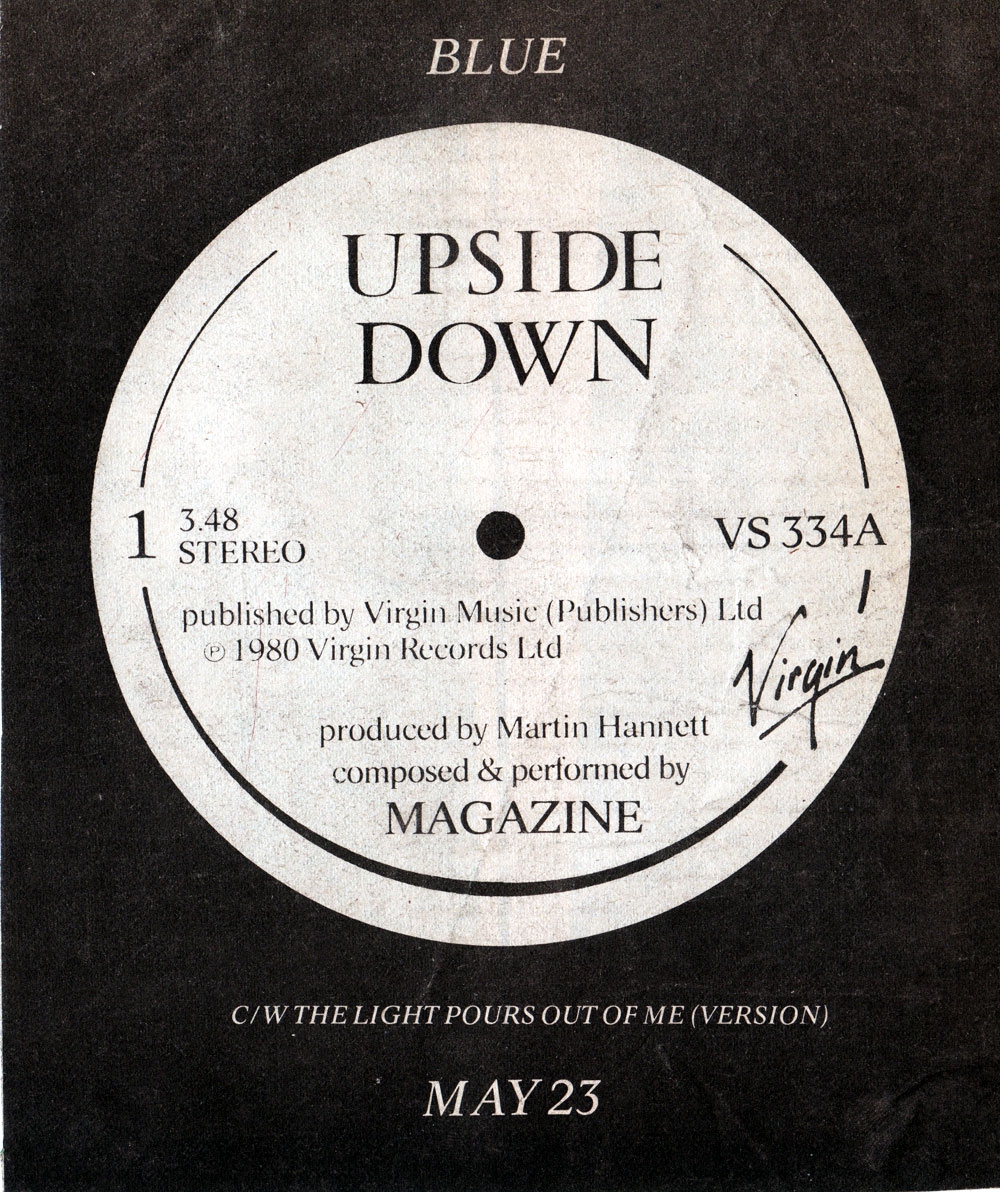 BLUE
UPSIDE
DOWN
1
3.48
STEREO
VS 334A
published by Virgin Music (Publishers) Ltd
℗ 1980 Virgin Records Ltd
Virgin
produced by Martin Hannett
composed & performed by
MAGAZINE
C/W THE LIGHT POURS OUT OF ME (VERSION)
MAY 23